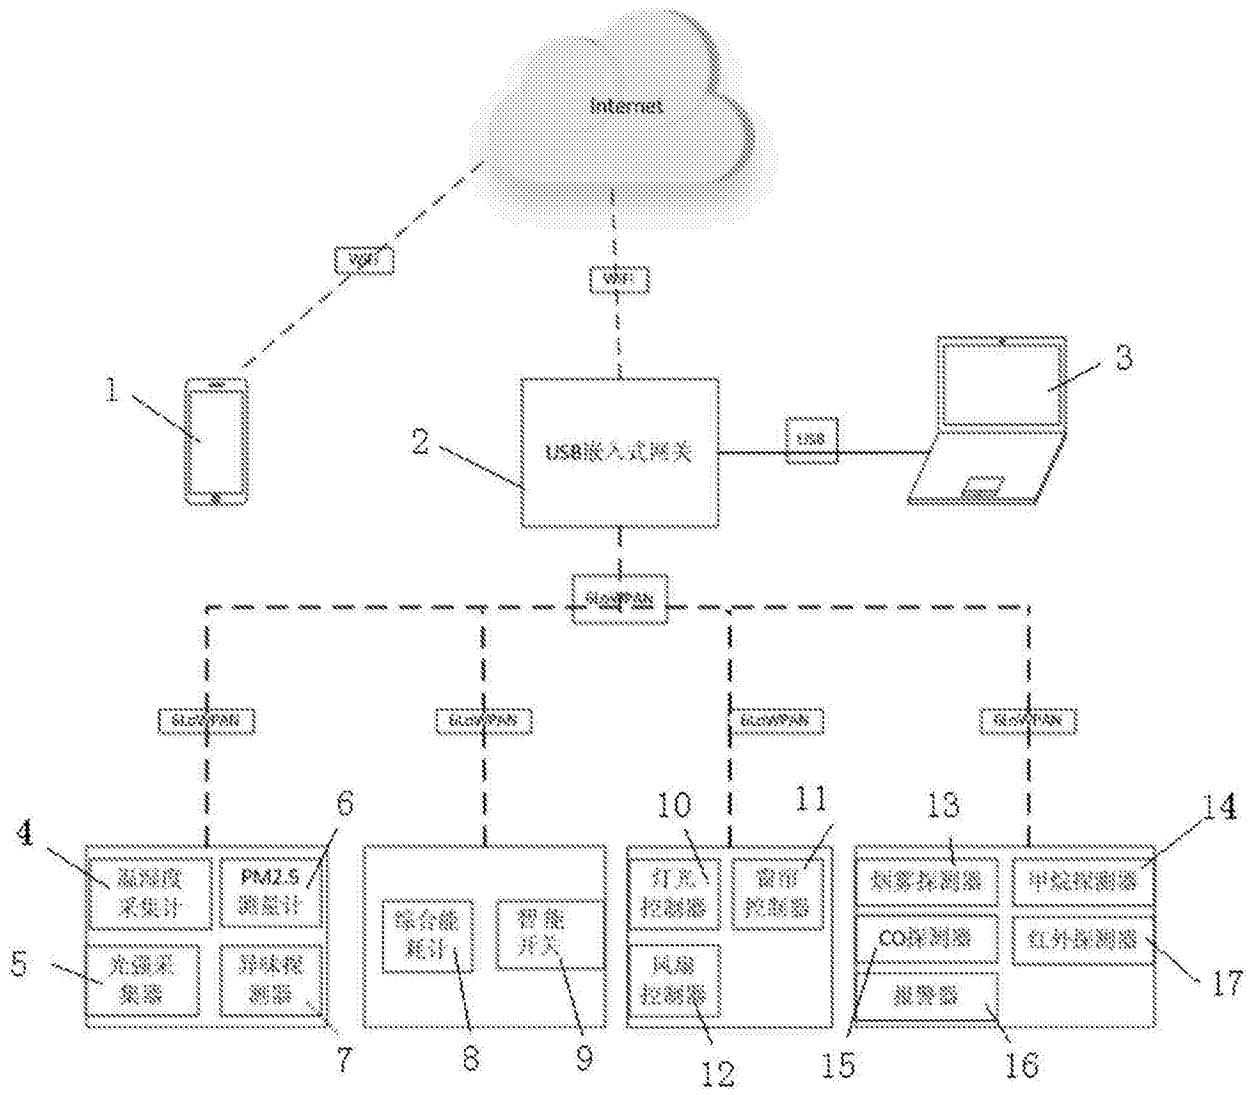 Internet
WiFi
WiFi
1
2
3
USB嵌入式网关
USB
6LoWPAN
6LoWPAN
6LoWPAN
6LoWPAN
6LoWPAN
4
6
10
11
13
14
温湿度
采集计
PM2.5
测量计
光强采
集器
异味探
测器
综合能
耗计
智能
开关
灯光
控制器
窗帘
控制器
风扇
控制器
烟雾探测器
甲烷探测器
CO探测器
红外探测器
报警器
5
7
8
9
12
15
16
17